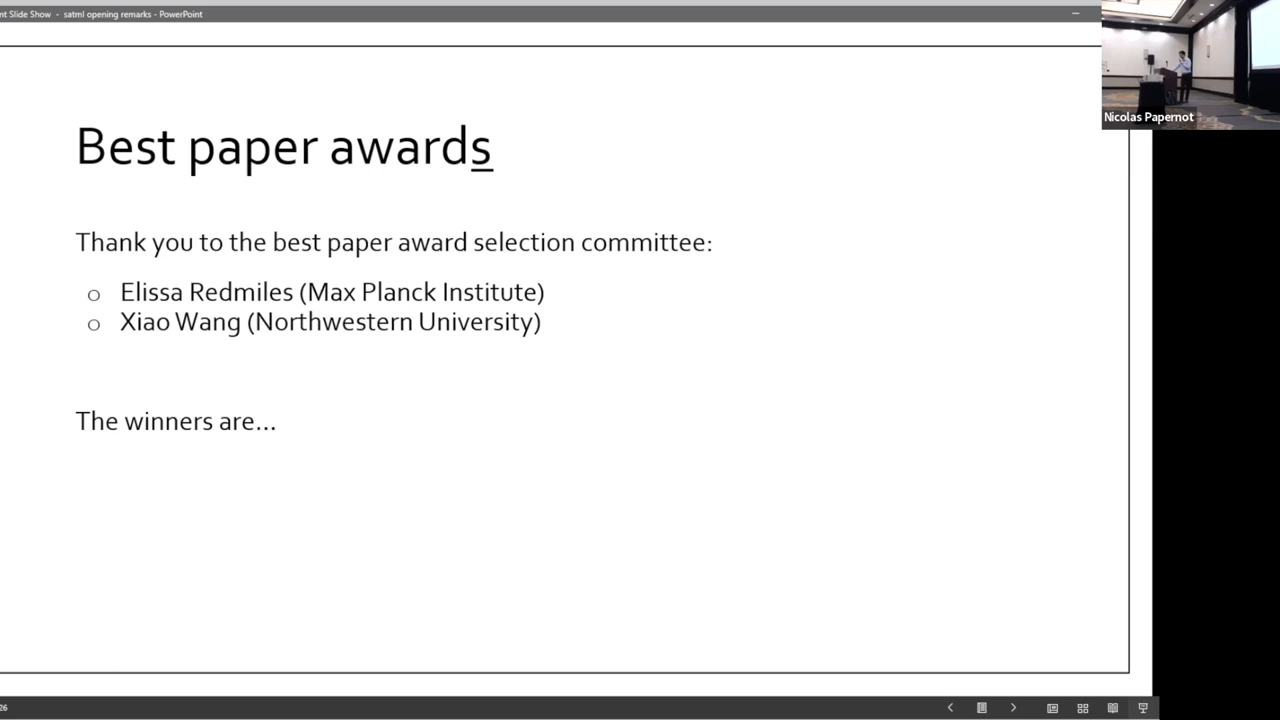 nt Slide Show - satml opening remarks - PowerPoint
Nicolas Papernot
Best paper awards
Thank you to the best paper award selection committee:
o Elissa Redmiles (Max Planck Institute)
o Xiao Wang (Northwestern University)
The winners are...
26